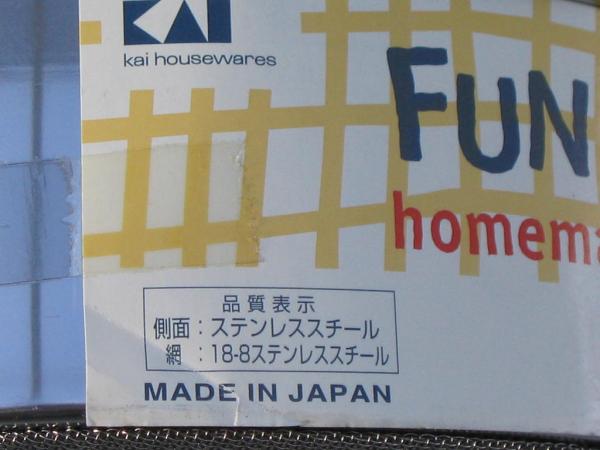 KAI
kai housewares
FUN
homema
品質表示
側面：ステンレススチール
網：18-8ステンレススチール
MADE IN JAPAN